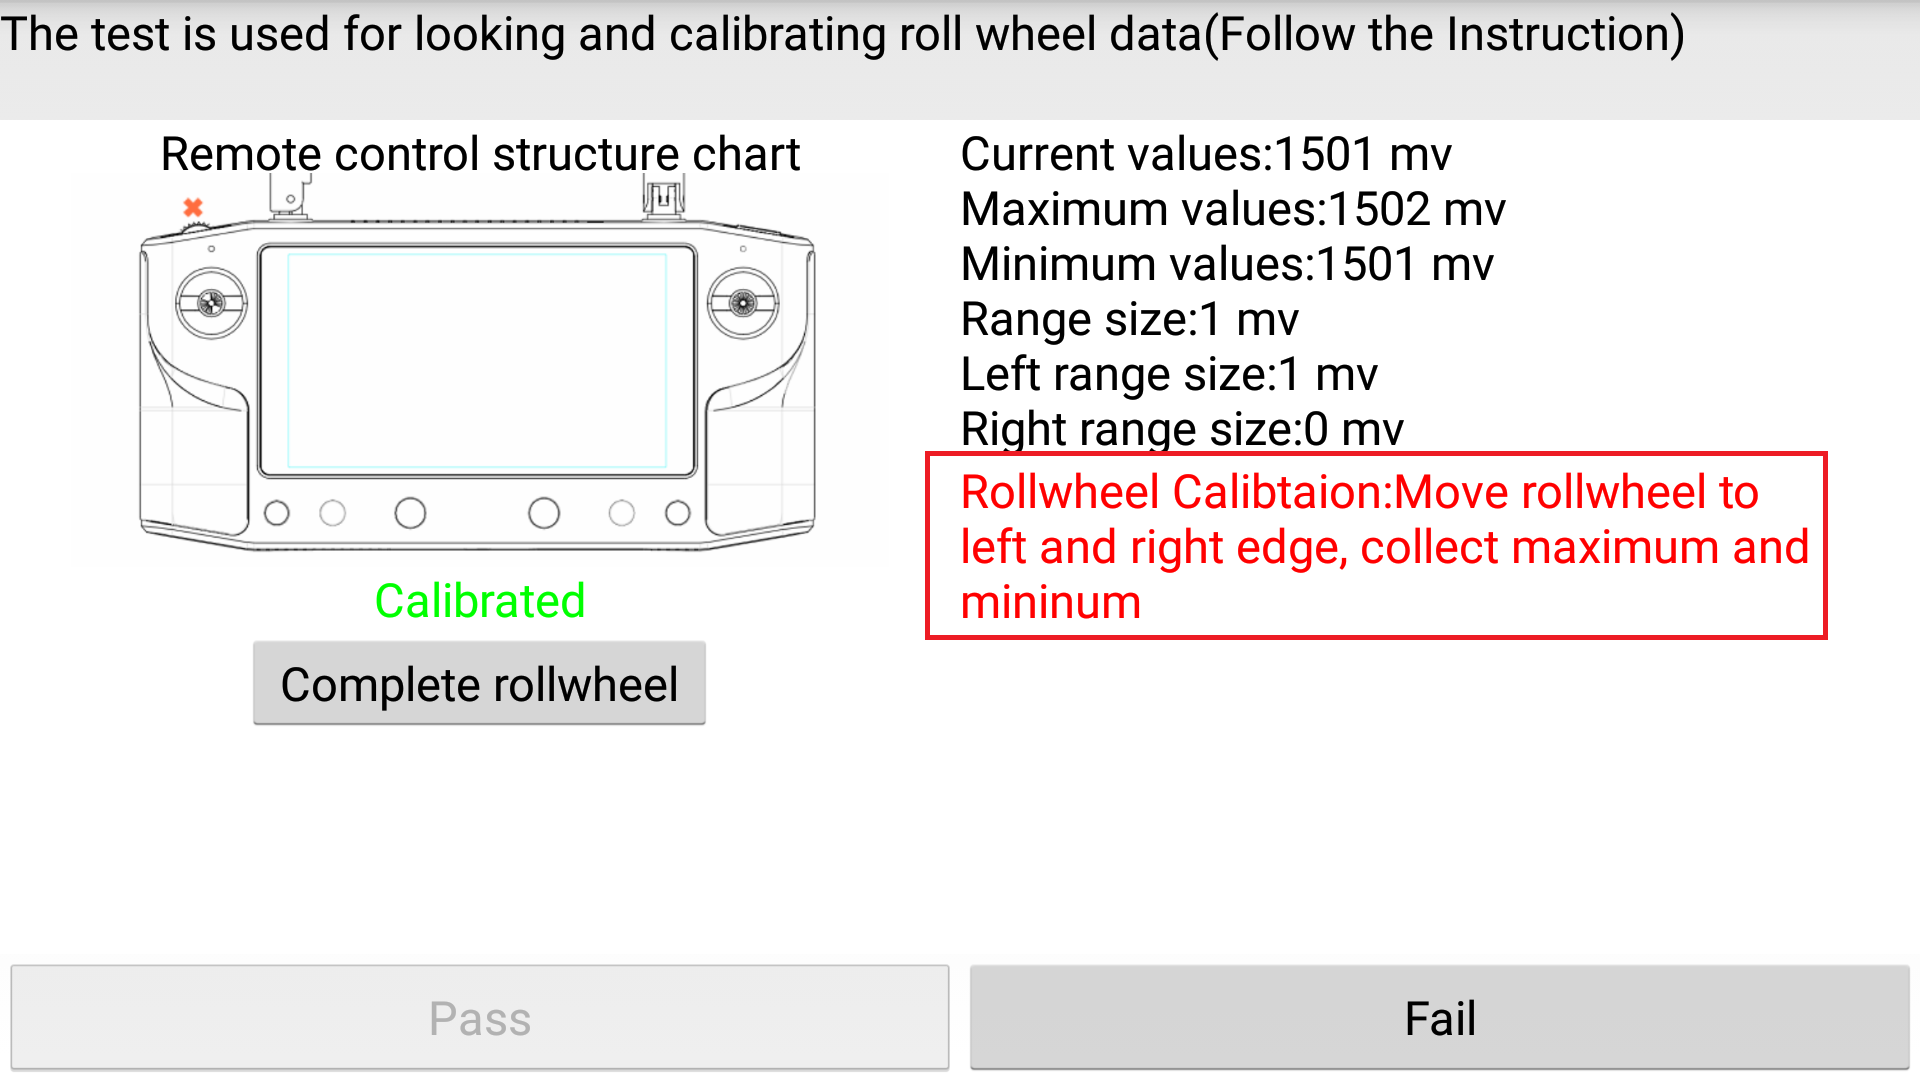 The test is used for looking and calibrating roll wheel data(Follow the Instruction)
Remote control structure chart
Current values:1501 mv
Maximum values:1502 mv
Minimum values:1501 mv
Range size:1 mv
Left range size:1 mv
Right range size:0 mv
Rollwheel Calibtaion:Move rollwheel to
left and right edge, collect maximum and
mininum
Calibrated
Complete rollwheel
Pass
Fail